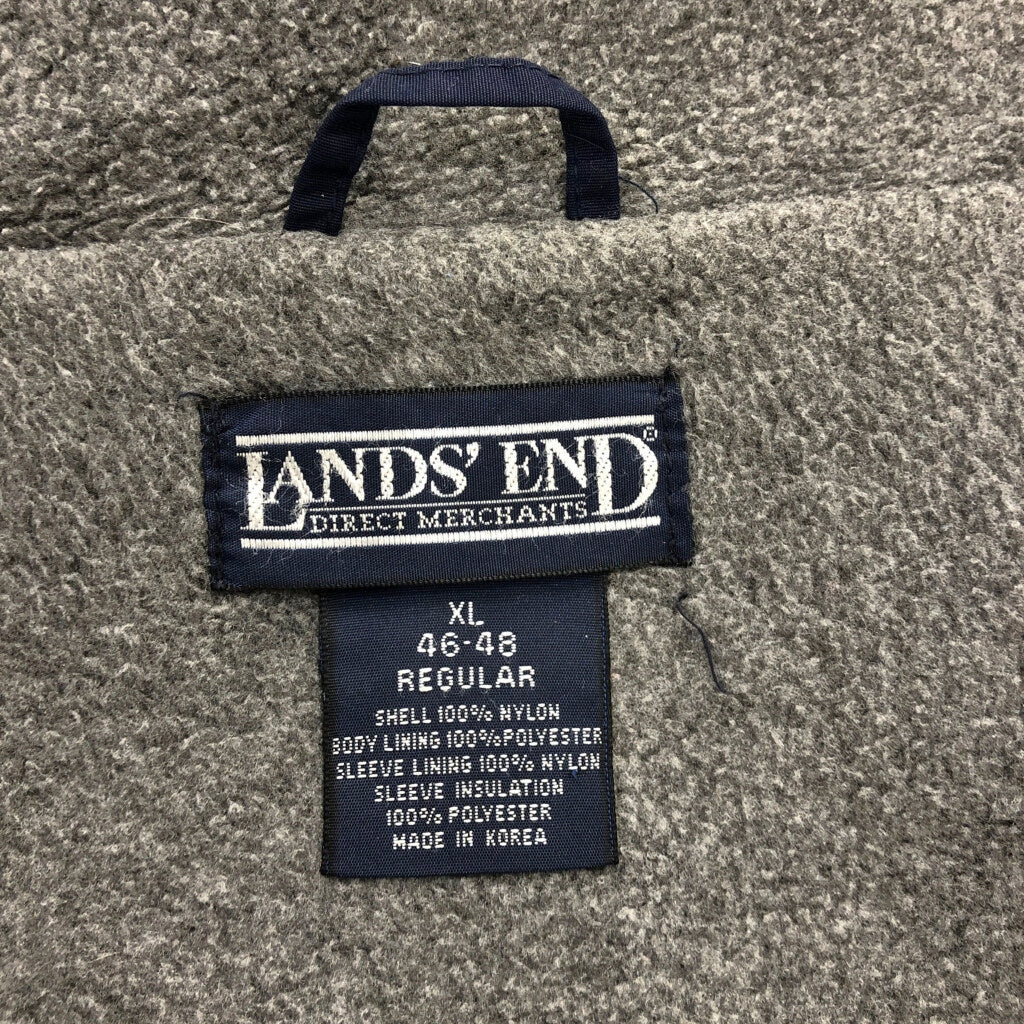 LANDS' END®
DIRECT MERCHANTS
XL
46-48
REGULAR
SHELL 100% NYLON
BODY LINING 100% POLYESTER
SLEEVE LINING 100% NYLON
SLEEVE INSULATION
100% POLYESTER
MADE IN KOREA